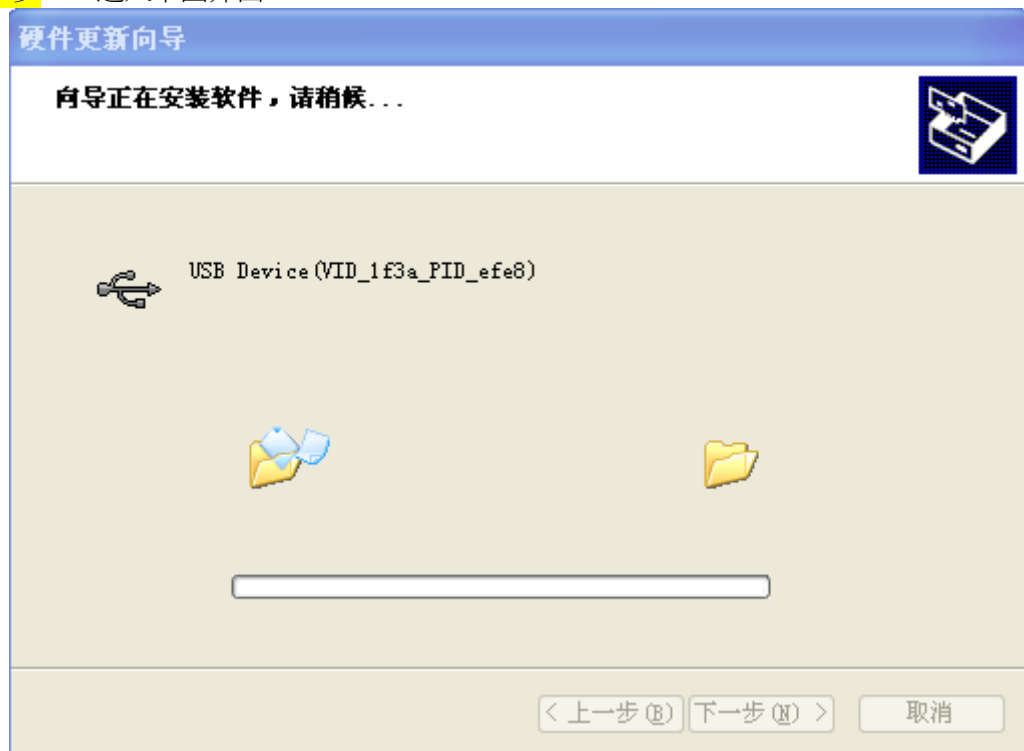 硬件更新向导
向导正在安装软件，请稍候...
USB Device(VID_1f3a_PID_efe8)
< 上一步(B) 下一步(N) > 取消